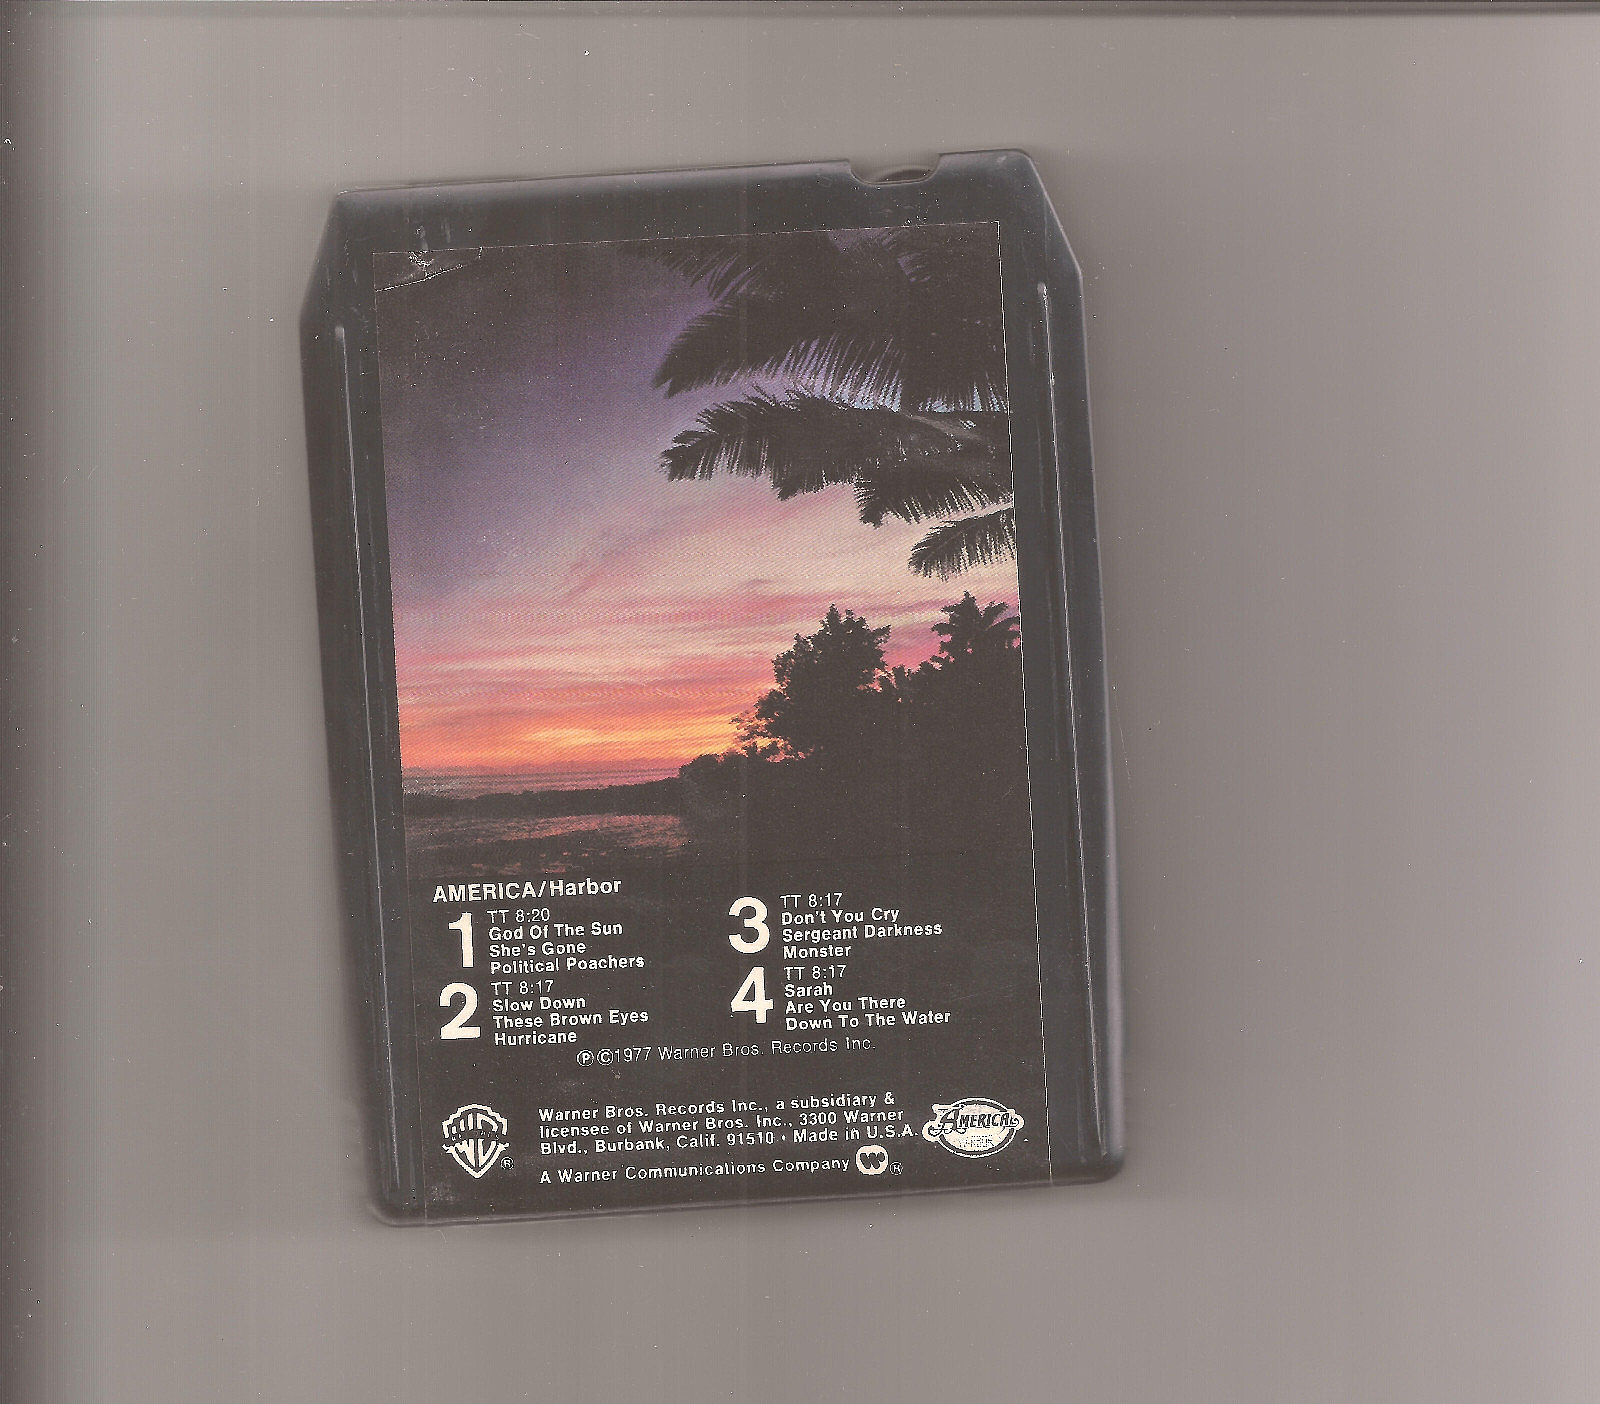 AMERICA/Harbor
1
TT 8:20
God Of The Sun
She's Gone
Political Poachers
2
TT 8:17
Slow Down
These Brown Eyes
Hurricane
3
TT 8:17
Don't You Cry
Sergeant Darkness
Monster
4
TT 8:17
Sarah
Are You There
Down To The Water
℗©1977 Warner Bros. Records Inc.
Warner Bros. Records Inc., a subsidiary &
licensee of Warner Bros. Inc., 3300 Warner
Blvd., Burbank, Calif. 91510 • Made in U.S.A.
A Warner Communications Company W ®
WB ®
AMERICA